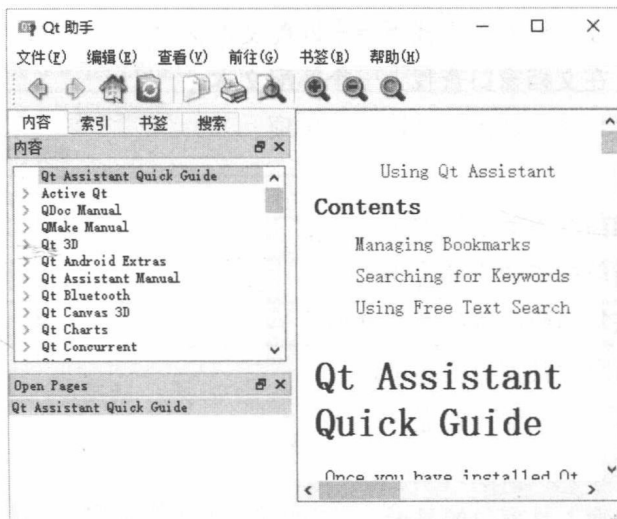 Qt 助手
文件(F) 编辑(E) 查看(V) 前往(G) 书签(B) 帮助(H)
内容 索引 书签 搜索
内容
Qt Assistant Quick Guide
Active Qt
QDoc Manual
QMake Manual
Qt 3D
Qt Android Extras
Qt Assistant Manual
Qt Bluetooth
Qt Canvas 3D
Qt Charts
Qt Concurrent
Open Pages
Qt Assistant Quick Guide
Using Qt Assistant
Contents
Managing Bookmarks
Searching for Keywords
Using Free Text Search
Qt Assistant
Quick Guide
Once you have installed Qt